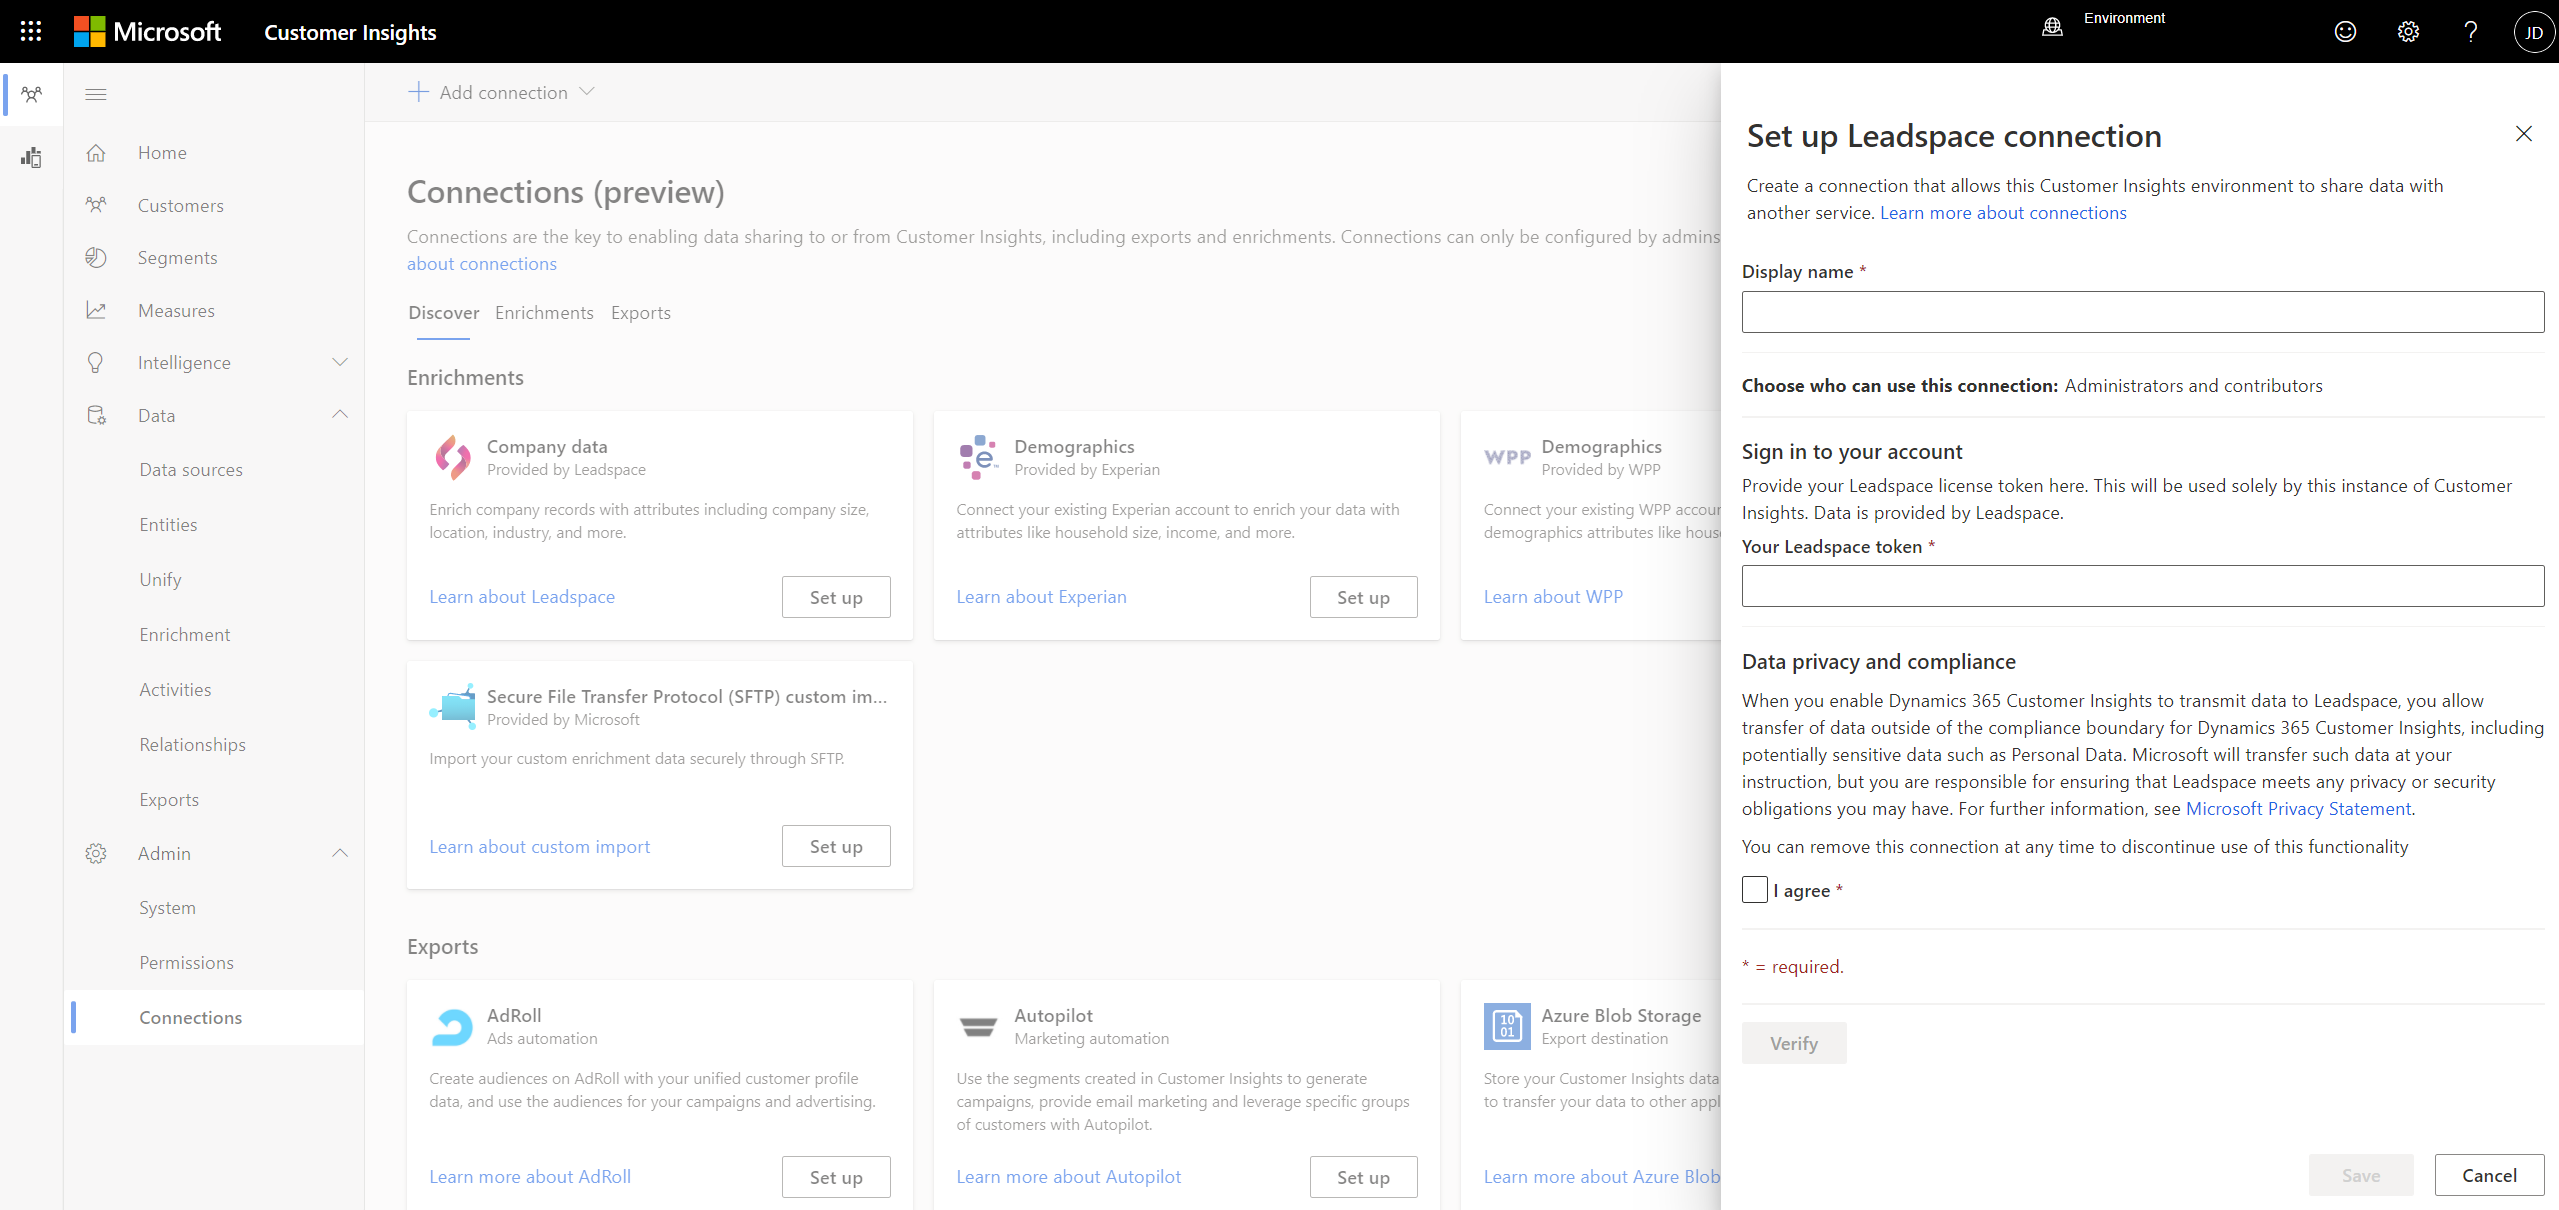 Microsoft
Customer Insights
Environment
JD
Add connection
Home
Customers
Segments
Measures
Intelligence
Data
Data sources
Entities
Unify
Enrichment
Activities
Relationships
Exports
Admin
System
Permissions
Connections
Connections (preview)
Connections are the key to enabling data sharing to or from Customer Insights, including exports and enrichments. Connections can only be configured by admins
about connections
Discover Enrichments Exports
Enrichments
Company data
Provided by Leadspace
Enrich company records with attributes including company size,
location, industry, and more.
Learn about Leadspace
Set up
e
Demographics
Provided by Experian
Connect your existing Experian account to enrich your data with
attributes like household size, income, and more.
Learn about Experian
Set up
WPP
Demographics
Provided by WPP
Connect your existing WPP accou
demographics attributes like hous
Learn about WPP
Secure File Transfer Protocol (SFTP) custom im...
Provided by Microsoft
Import your custom enrichment data securely through SFTP.
Learn about custom import
Set up
Exports
AdRoll
Ads automation
Create audiences on AdRoll with your unified customer profile
data, and use the audiences for your campaigns and advertising.
Learn more about AdRoll
Set up
Autopilot
Marketing automation
Use the segments created in Customer Insights to generate
campaigns, provide email marketing and leverage specific groups
of customers with Autopilot.
Learn more about Autopilot
Set up
10
01
Azure Blob Storage
Export destination
Store your Customer Insights data
to transfer your data to other appl
Learn more about Azure Blob
Set up Leadspace connection
Create a connection that allows this Customer Insights environment to share data with
another service. Learn more about connections
Display name *
Choose who can use this connection: Administrators and contributors
Sign in to your account
Provide your Leadspace license token here. This will be used solely by this instance of Customer
Insights. Data is provided by Leadspace.
Your Leadspace token *
Data privacy and compliance
When you enable Dynamics 365 Customer Insights to transmit data to Leadspace, you allow
transfer of data outside of the compliance boundary for Dynamics 365 Customer Insights, including
potentially sensitive data such as Personal Data. Microsoft will transfer such data at your
instruction, but you are responsible for ensuring that Leadspace meets any privacy or security
obligations you may have. For further information, see Microsoft Privacy Statement.
You can remove this connection at any time to discontinue use of this functionality
I agree *
* = required.
Verify
Save
Cancel